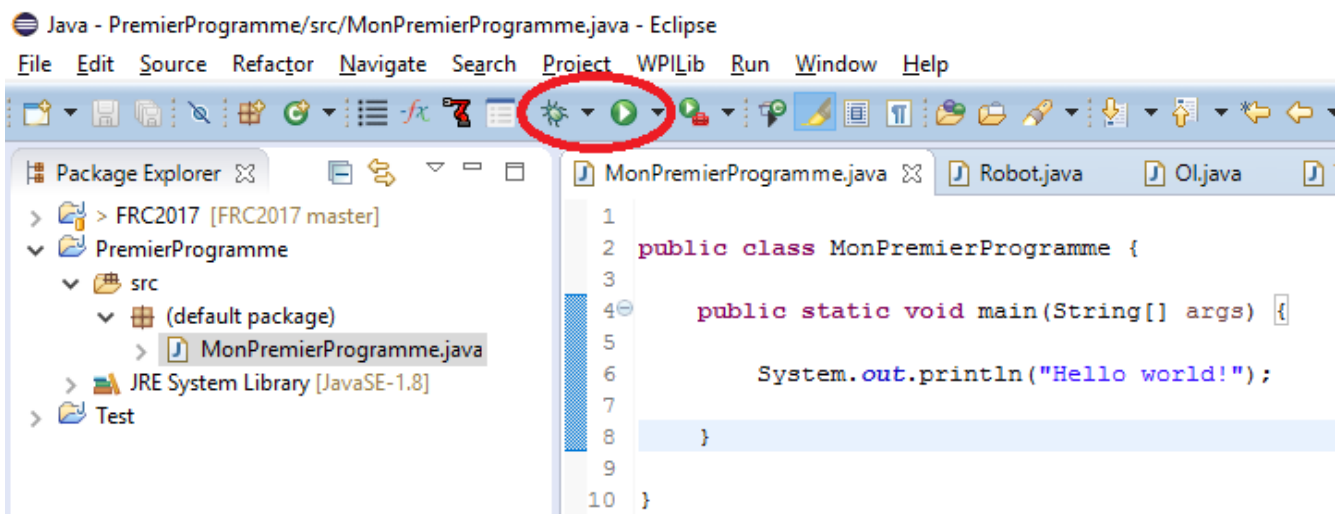 Java - PremierProgramme/src/MonPremierProgramme.java - Eclipse
File Edit Source Refactor Navigate Search Project WPILib Run Window Help
Package Explorer
> FRC2017 [FRC2017 master]
PremierProgramme
src
(default package)
MonPremierProgramme.java
JRE System Library [JavaSE-1.8]
Test
MonPremierProgramme.java Robot.java Ol.java
1
2 public class MonPremierProgramme {
3
4 public static void main(String[] args) {
5
6 System.out.println("Hello world!");
7
8 }
9
10 }